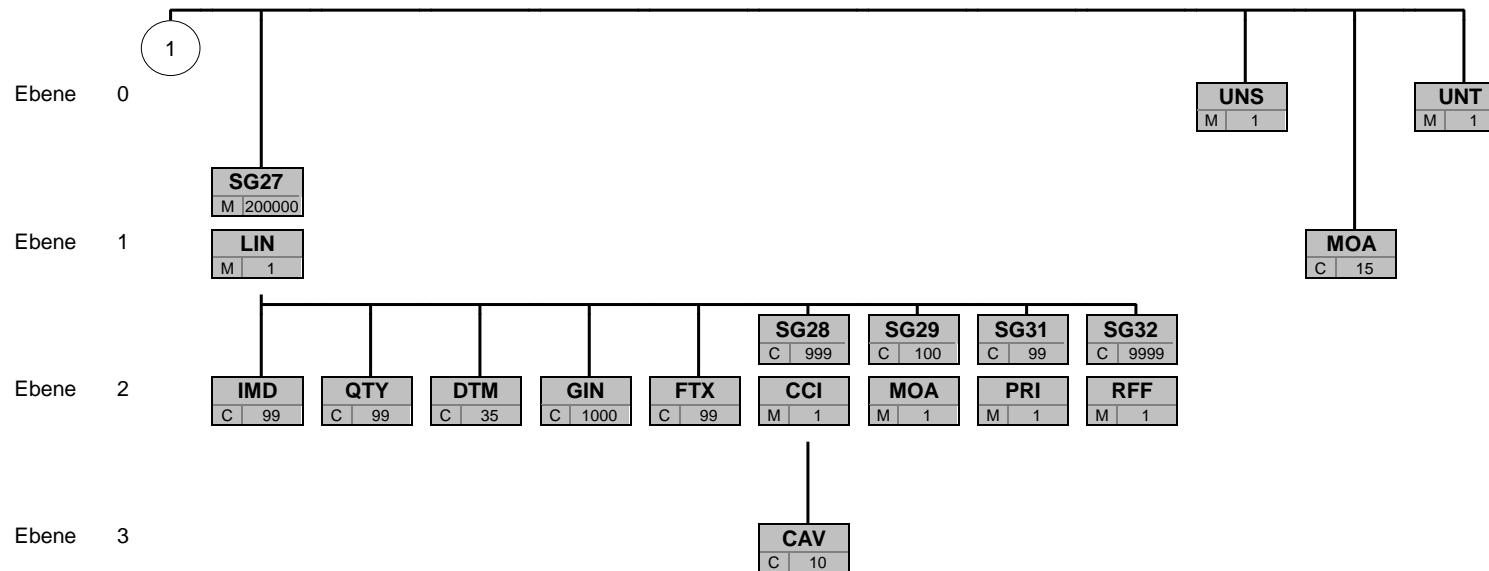 1
Ebene 0
UNS UNT
M 1 M 1
SG27
M 200000
Ebene 1
LIN MOA
M 1 C 15
SG28 SG29 SG31 SG32
C 999 C 100 C 99 C 9999
Ebene 2
IMD QTY DTM GIN FTX CCI MOA PRI RFF
C 99 C 99 C 35 C 1000 C 99 M 1 M 1 M 1 M 1
Ebene 3
CAV
C 10